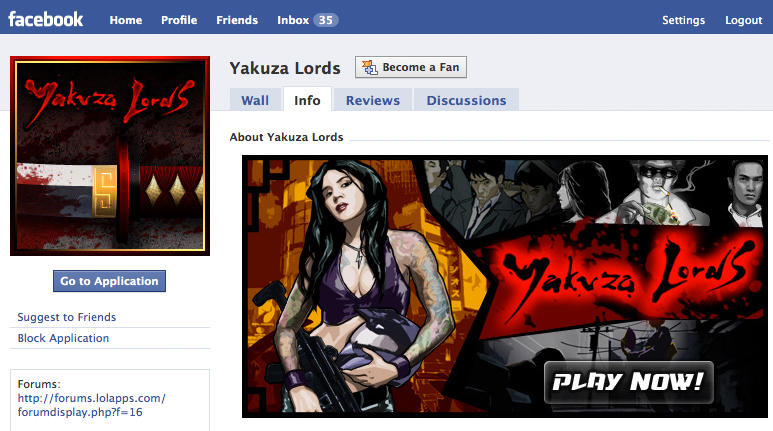 facebook Home Profile Friends Inbox 35 Settings Logout
Yakuza Lords
Yakuza Lords Become a Fan
Wall Info Reviews Discussions
About Yakuza Lords
Yakuza Lords
PLAY NOW!
Go to Application
Suggest to Friends
Block Application
Forums:
http://forums.lolapps.com/
forumdisplay.php?f=16